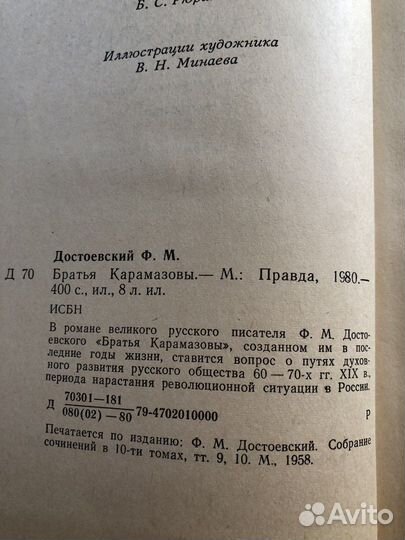 Б. С. Рюри
Иллюстрации художника
В. Н. Минаева
Достоевский Ф. М.
Д 70 Братья Карамазовы.— М.: Правда, 1980.—
400 с., ил., 8 л. ил.
ИСБН
В романе великого русского писателя Ф. М. Досто-
евского «Братья Карамазовы», созданном им в по-
следние годы жизни, ставится вопрос о путях духов-
ного развития русского общества 60 — 70-х гг. XIX в.,
периода нарастания революционной ситуации в России.
70301—181
Д 79-4702010000 Р
080(02)—80
Печатается по изданию: Ф. М. Достоевский. Собрание
сочинений в 10-ти томах, тт. 9, 10. М., 1958.
Avito